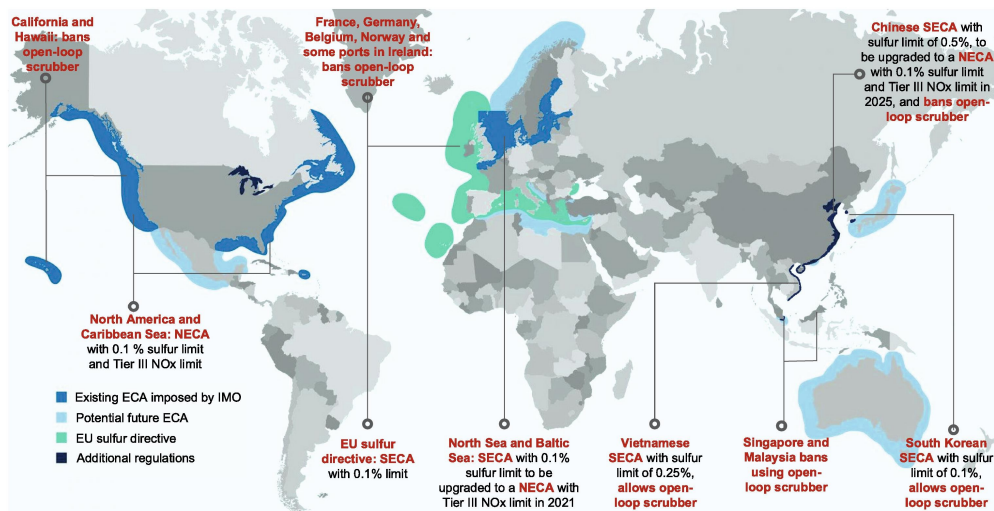 California and
Hawaii: bans
open-loop
scrubber
France, Germany,
Belgium, Norway and
some ports in Ireland:
bans open-loop
scrubber
Chinese SECA with
sulfur limit of 0.5%, to
be upgraded to a NECA
with 0.1% sulfur limit
and Tier III NOx limit in
2025, and bans open-
loop scrubber
North America and
Caribbean Sea: NECA
with 0.1 % sulfur limit
and Tier III NOx limit
Existing ECA imposed by IMO
Potential future ECA
EU sulfur directive
Additional regulations
EU sulfur
directive: SECA
with 0.1% limit
North Sea and Baltic
Sea: SECA with 0.1%
sulfur limit to be
upgraded to a NECA with
Tier III NOx limit in 2021
Vietnamese
SECA with sulfur
limit of 0.25%,
allows open-
loop scrubber
Singapore and
Malaysia bans
using open-
loop scrubber
South Korean
SECA with sulfur
limit of 0.1%,
allows open-
loop scrubber